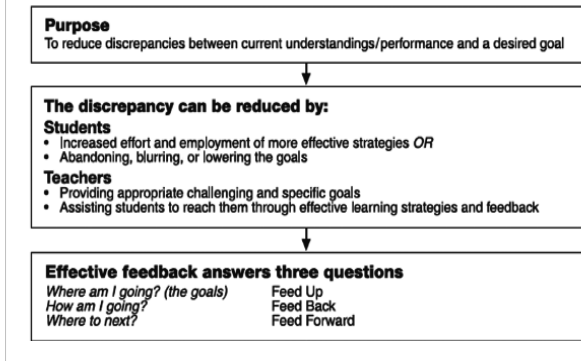 Purpose
To reduce discrepancies between current understandings/performance and a desired goal
The discrepancy can be reduced by:
Students
• Increased effort and employment of more effective strategies OR
• Abandoning, blurring, or lowering the goals
Teachers
• Providing appropriate challenging and specific goals
• Assisting students to reach them through effective learning strategies and feedback
Effective feedback answers three questions
Where am I going? (the goals) Feed Up
How am I going? Feed Back
Where to next? Feed Forward